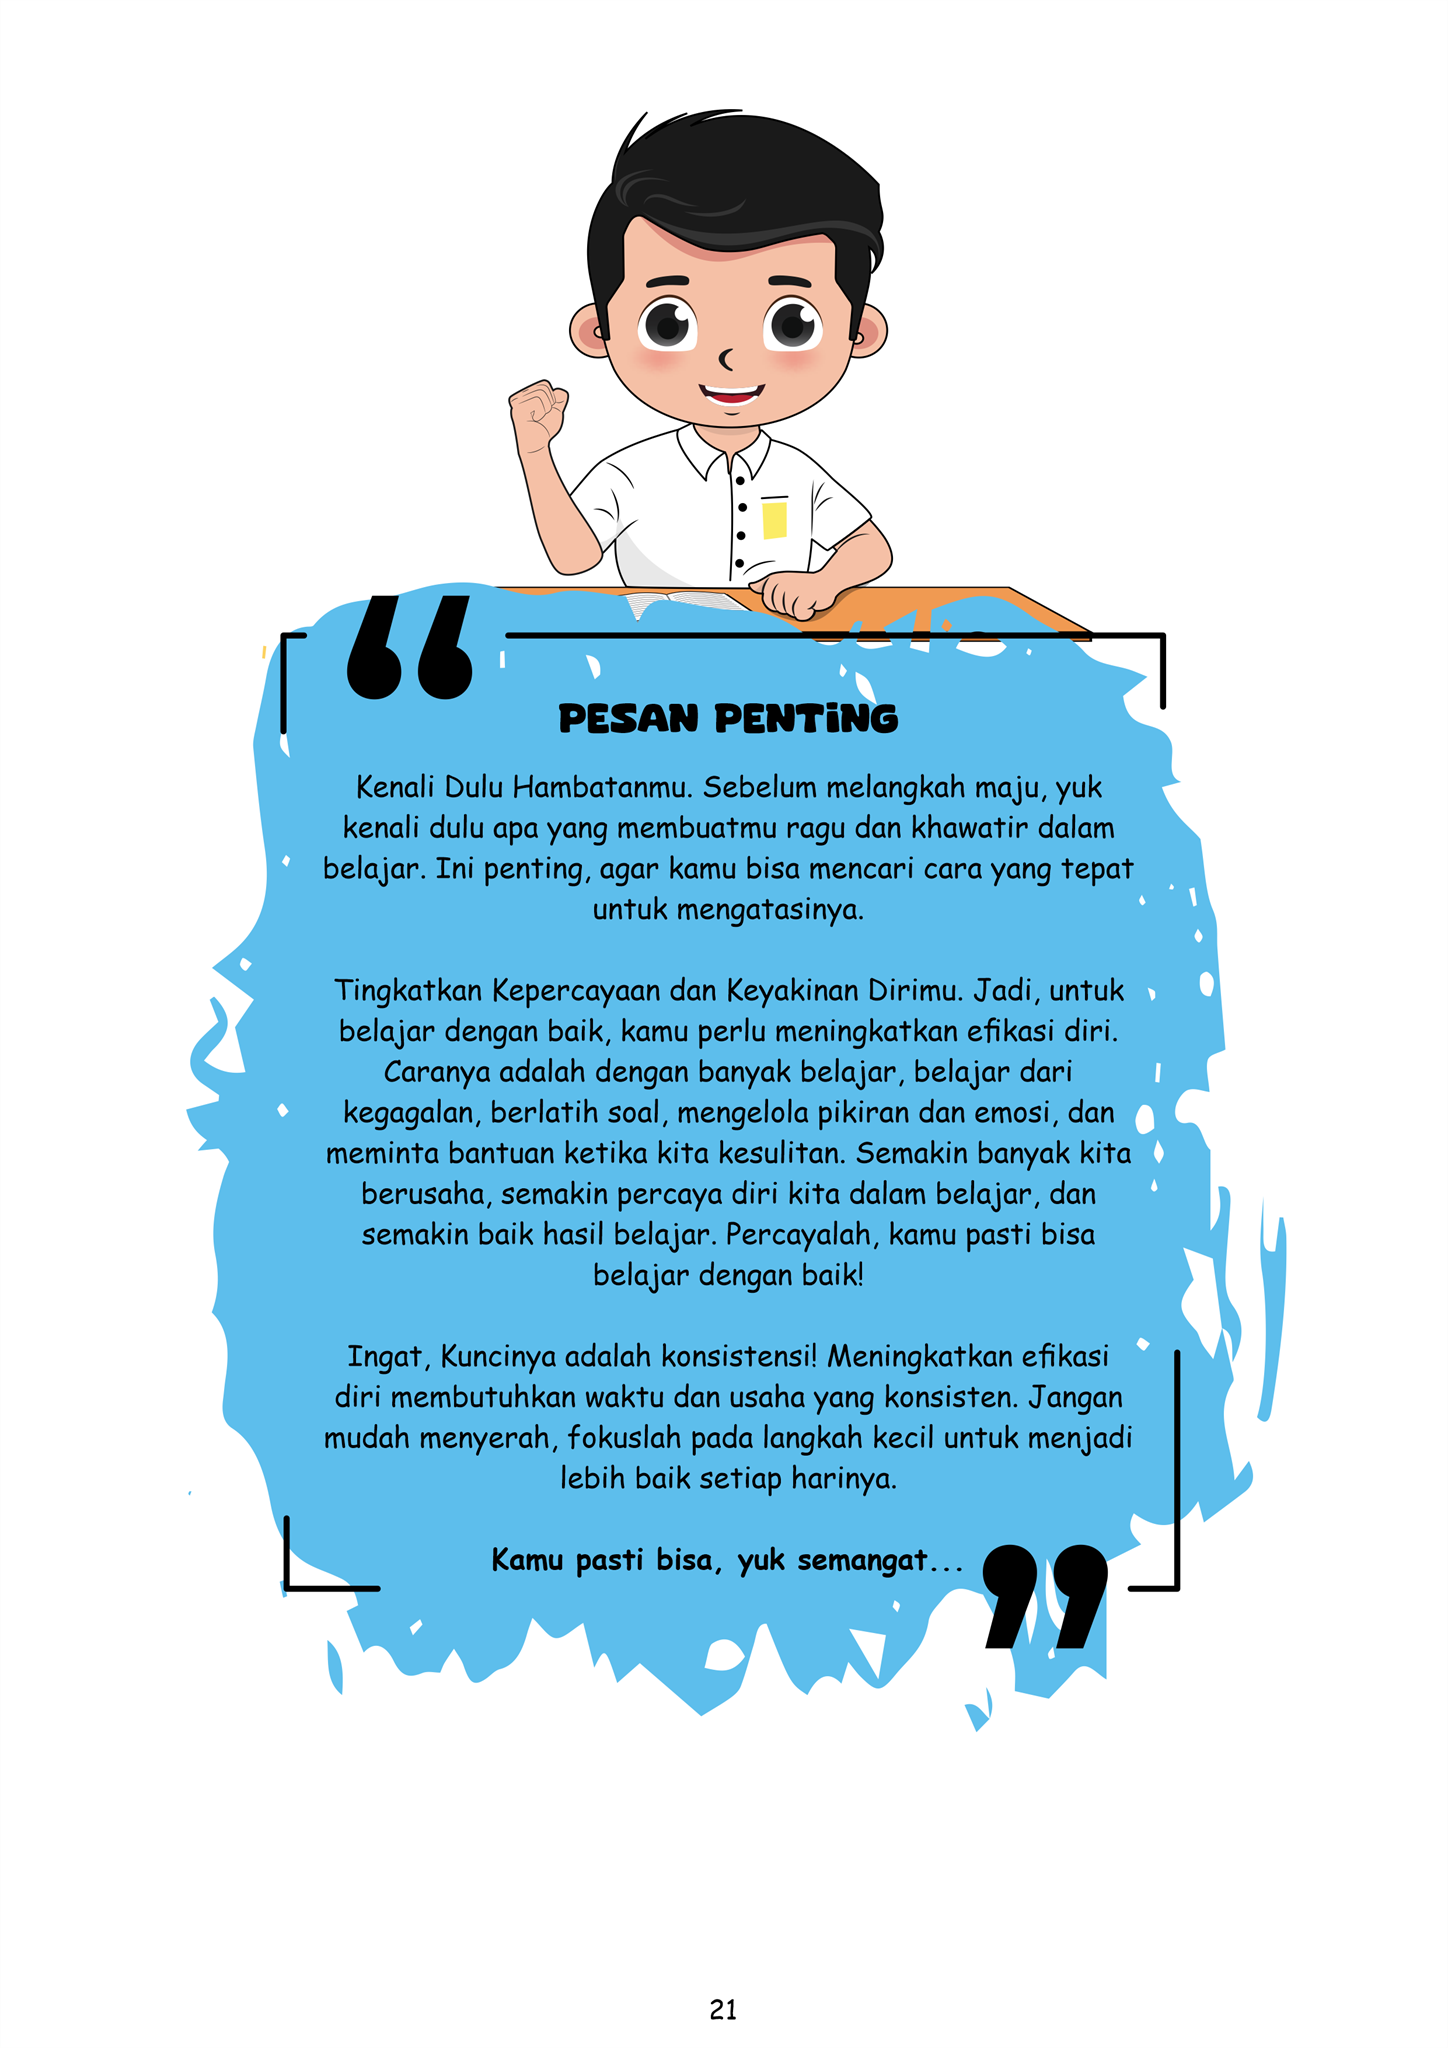 “
PESAN PENTiNG
Kenali Dulu Hambatanmu. Sebelum melangkah maju, yuk
kenali dulu apa yang membuatmu ragu dan khawatir dalam
belajar. Ini penting, agar kamu bisa mencari cara yang tepat
untuk mengatasinya.
Tingkatkan Kepercayaan dan Keyakinan Dirimu. Jadi, untuk
belajar dengan baik, kamu perlu meningkatkan efikasi diri.
Caranya adalah dengan banyak belajar, belajar dari
kegagalan, berlatih soal, mengelola pikiran dan emosi, dan
meminta bantuan ketika kita kesulitan. Semakin banyak kita
berusaha, semakin percaya diri kita dalam belajar, dan
semakin baik hasil belajar. Percayalah, kamu pasti bisa
belajar dengan baik!
Ingat, Kuncinya adalah konsistensi! Meningkatkan efikasi
diri membutuhkan waktu dan usaha yang konsisten. Jangan
mudah menyerah, fokuslah pada langkah kecil untuk menjadi
lebih baik setiap harinya.
Kamu pasti bisa, yuk semangat...
”
21